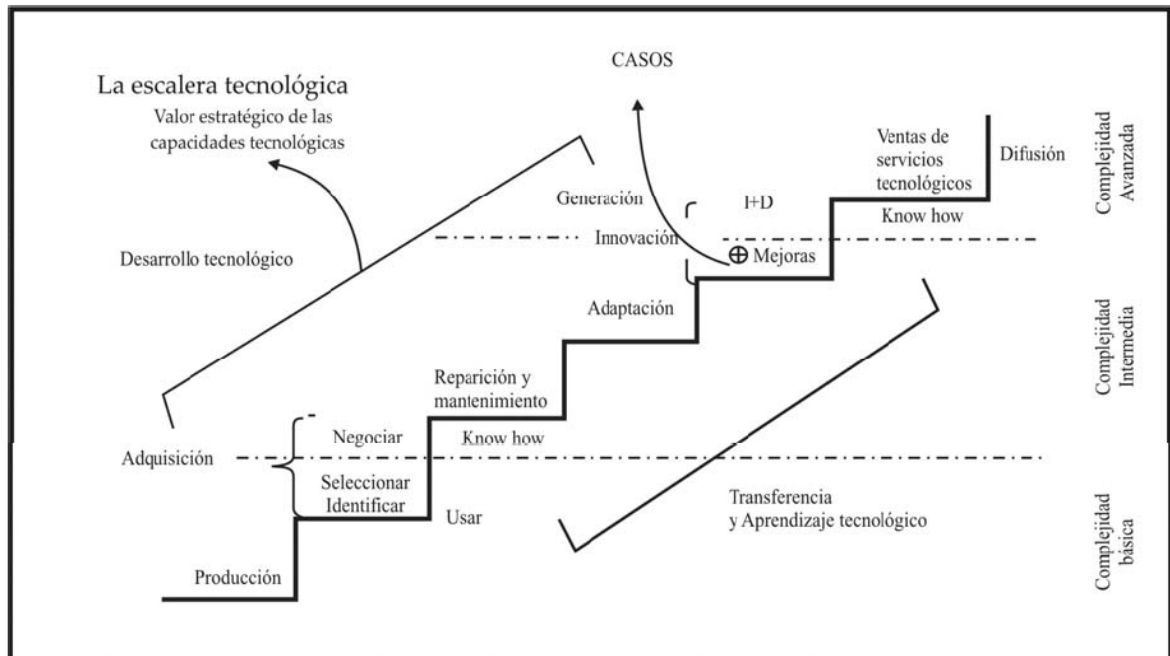 CASOS
La escalera tecnológica
Valor estratégico de las
capacidades tecnológicas
Ventas de
servicios
tecnológicos
Difusión
Complejidad
Avanzada
Generación
I+D
Know how
Innovación
Desarrollo tecnológico
Mejoras
Adaptación
Complejidad
Intermedia
Reparición y
mantenimiento
Negociar
Know how
Adquisición
Seleccionar
Identificar
Usar
Transferencia
y Aprendizaje tecnológico
Complejidad
básica
Producción